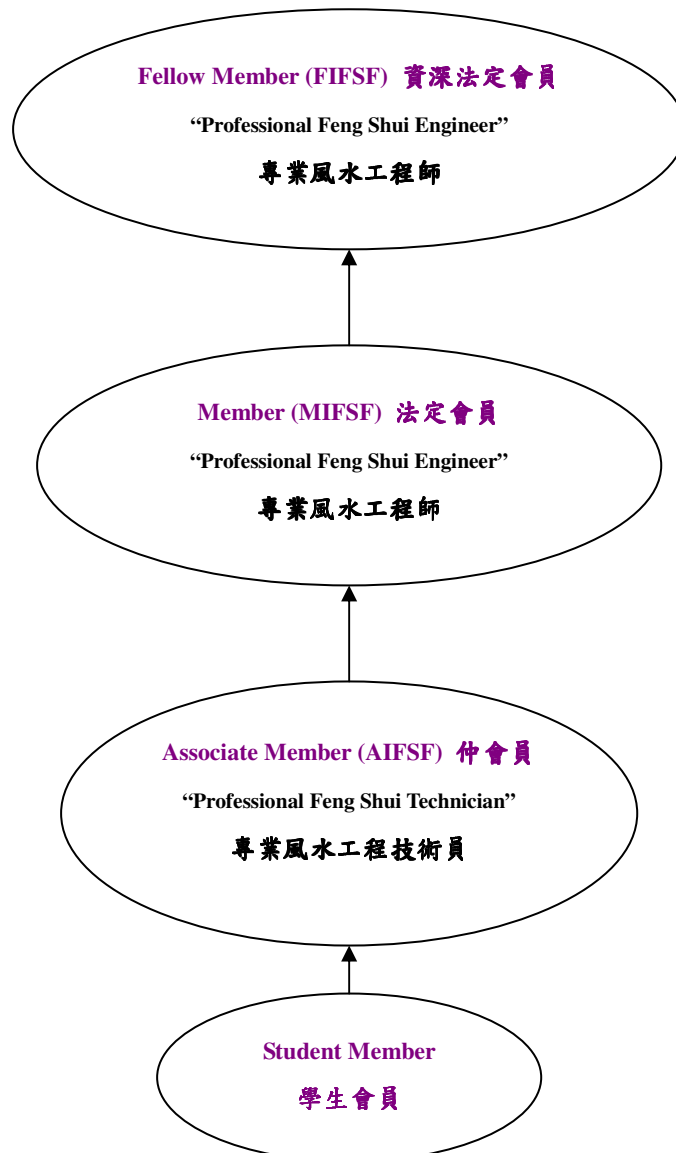 Fellow Member (FIFSF) 資深法定會員
“Professional Feng Shui Engineer”
專業風水工程師
Member (MIFSF) 法定會員
“Professional Feng Shui Engineer”
專業風水工程師
Associate Member (AIFSF) 仲會員
“Professional Feng Shui Technician”
專業風水工程技術員
Student Member
學生會員